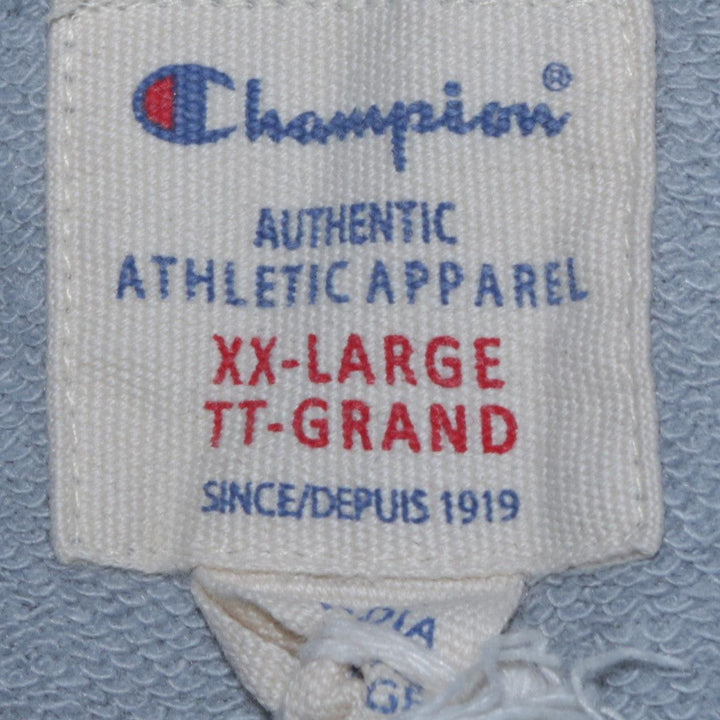 Champion®
AUTHENTIC
ATHLETIC APPAREL
XX-LARGE
TT-GRAND
SINCE/DEPUIS 1919